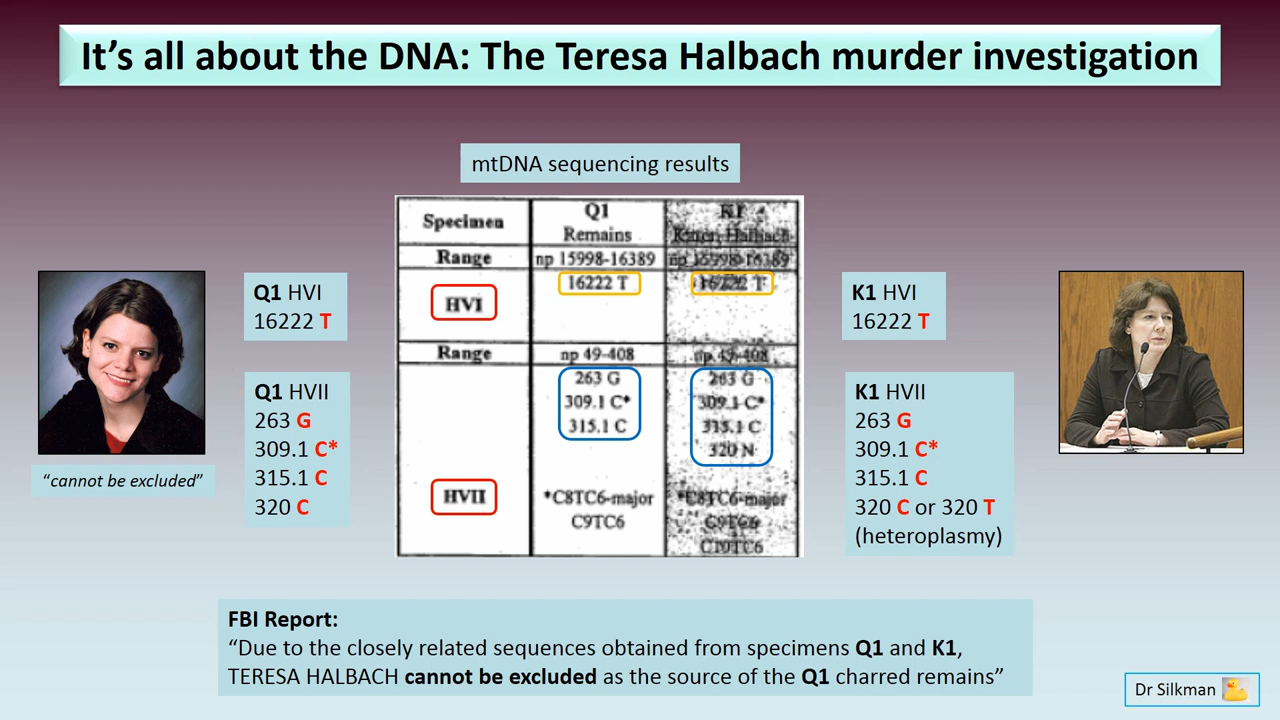 It's all about the DNA: The Teresa Halbach murder investigation
mtDNA sequencing results
Specimen
Q1
Remains
K1
Halbach
Range
np 15998-16389
np 15998-16389
HVI
16222 T
16222 T
Range
np 49-408
np 49-408
HVII
263 G
309.1 C*
315.1 C
*C8TC6-major
C9TC6
263 G
309.1 C*
315.1 C
320 N
*C8TC6-major
C9TC6
C10TC6
Q1 HVI
16222 T
Q1 HVII
263 G
309.1 C*
315.1 C
320 C
"cannot be excluded"
K1 HVI
16222 T
K1 HVII
263 G
309.1 C*
315.1 C
320 C or 320 T
(heteroplasmy)
FBI Report:
"Due to the closely related sequences obtained from specimens Q1 and K1,
TERESA HALBACH cannot be excluded as the source of the Q1 charred remains"
Dr Silkman